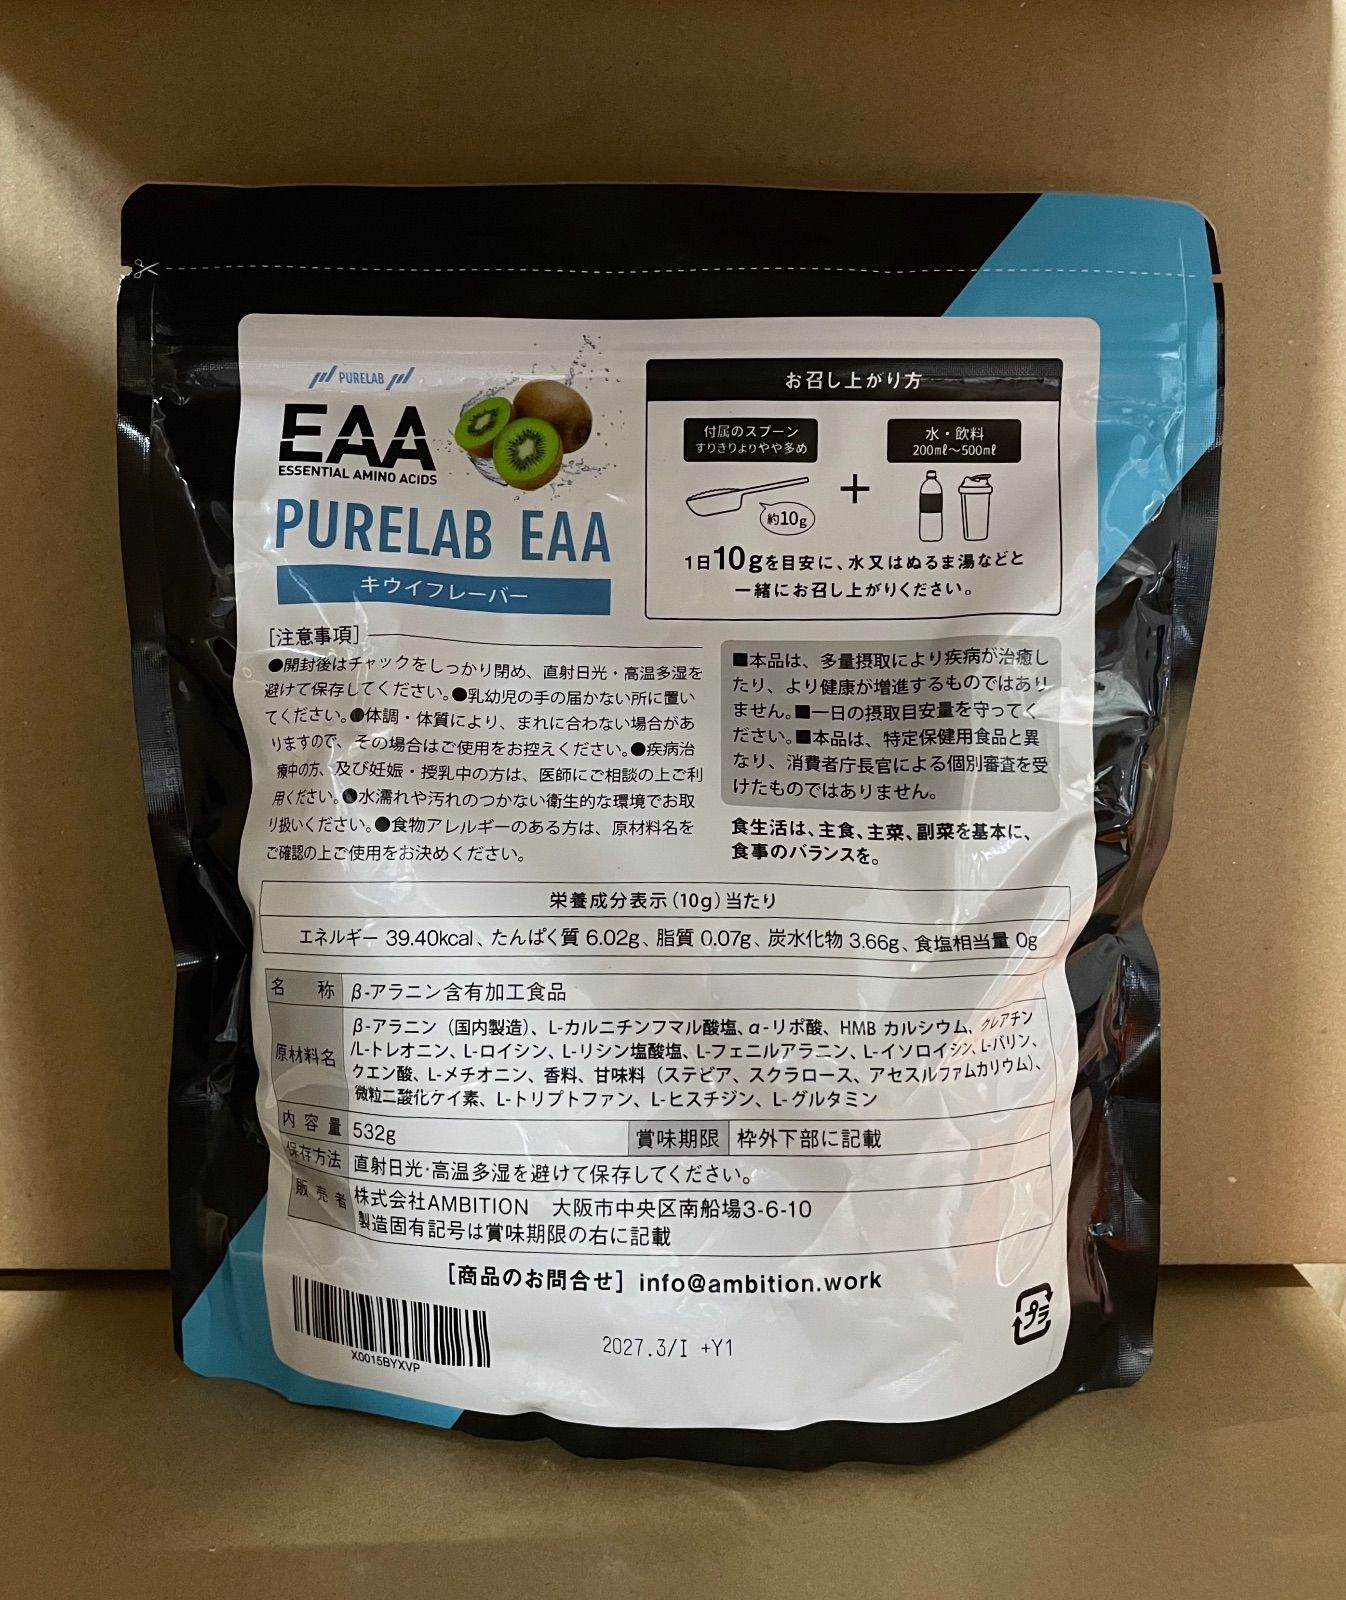 PURELAB
EAA
ESSENTIAL AMINO ACIDS
PURELAB EAA
キウイフレーバー
お召し上がり方
付属のスプーン
すりきりよりやや多め
約10g
+
水・飲料
200㎖〜500㎖
1日10gを目安に、水又はぬるま湯などと
一緒にお召し上がりください。
[注意事項]
●開封後はチャックをしっかり閉め、直射日光・高温多湿を
避けて保存してください。●乳幼児の手の届かない所に置い
てください。●体調・体質により、まれに合わない場合があ
りますので、その場合はご使用をお控えください。●疾病治
療中の方、及び妊娠・授乳中の方は、医師にご相談の上ご利
用ください。●水濡れや汚れのつかない衛生的な環境でお取
り扱いください。●食物アレルギーのある方は、原材料名を
ご確認の上ご使用をお決めください。
■本品は、多量摂取により疾病が治癒し
たり、より健康が増進するものではあり
ません。■一日の摂取目安量を守ってく
ださい。■本品は、特定保健用食品と異
なり、消費者庁長官による個別審査を受
けたものではありません。
食生活は、主食、主菜、副菜を基本に、
食事のバランスを。
栄養成分表示(10g)当たり
エネルギー 39.40kcal、たんぱく質 6.02g、脂質 0.07g、炭水化物 3.66g、食塩相当量 0g
名 称 β-アラニン含有加工食品
原材料名 β-アラニン（国内製造）、L-カルニチンフマル酸塩、α-リポ酸、HMB カルシウム、クレアチン
/L-トレオニン、L-ロイシン、L-リシン塩酸塩、L-フェニルアラニン、L-イソロイシン、L-バリン、
クエン酸、L-メチオニン、香料、甘味料（ステビア、スクラロース、アセスルファムカリウム）、
微粒二酸化ケイ素、L-トリプトファン、L-ヒスチジン、L-グルタミン
内容量 532g 賞味期限 枠外下部に記載
保存方法 直射日光・高温多湿を避けて保存してください。
販売者 株式会社AMBITION 大阪市中央区南船場3-6-10
製造固有記号は賞味期限の右に記載
[商品のお問合せ] info@ambition.work
X0015BYXVP
2027.3/I +Y1
プラ